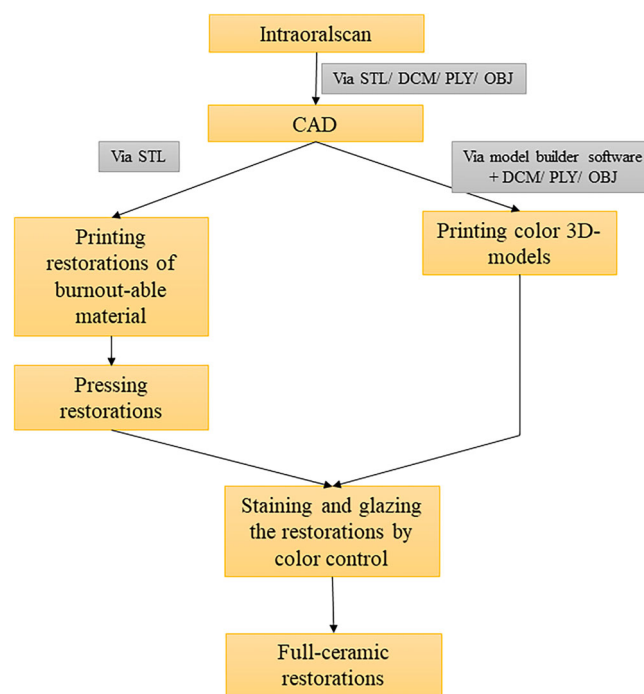 Intraoralscan
Via STL/ DCM/ PLY/ OBJ
CAD
Via STL
Via model builder software
+ DCM/ PLY/ OBJ
Printing
restorations of
burnout-able
material
Printing color 3D-
models
Pressing
restorations
Staining and glazing
the restorations by
color control
Full-ceramic
restorations